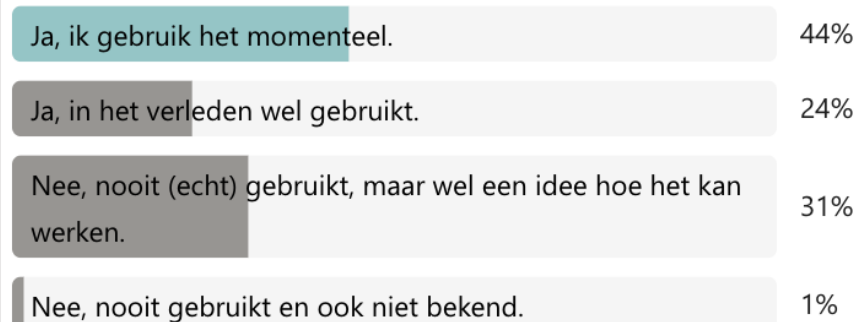 Ja, ik gebruik het momenteel.
44%
Ja, in het verleden wel gebruikt.
24%
Nee, nooit (echt) gebruikt, maar wel een idee hoe het kan
werken.
31%
Nee, nooit gebruikt en ook niet bekend.
1%